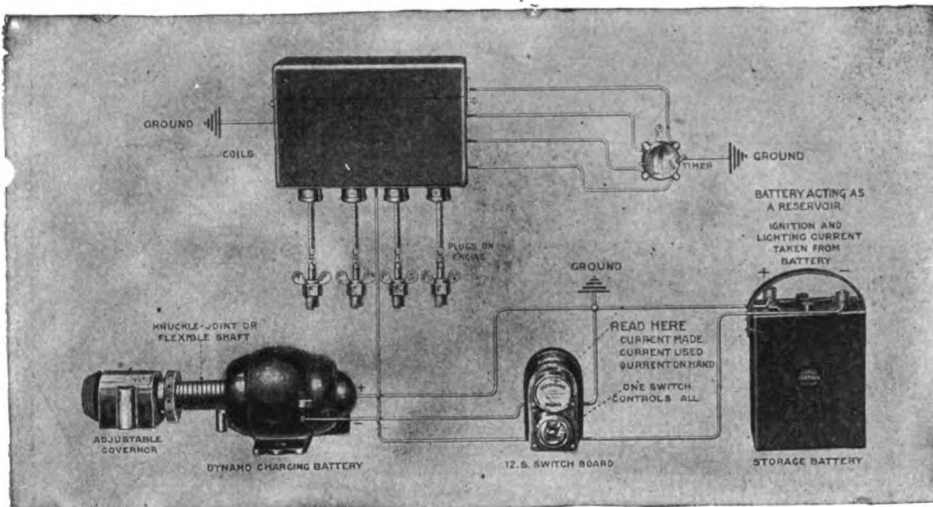 GROUND
COILS
TIMER
GROUND
BATTERY ACTING AS
A RESERVOIR
IGNITION AND
LIGHTING CURRENT
TAKEN FROM
BATTERY
+ −
PLUGS ON
ENGINE
GROUND
KNUCKLE-JOINT OR
FLEXIBLE SHAFT
READ HERE
CURRENT MADE
CURRENT USED
CURRENT ON HAND
ONE SWITCH
CONTROLS ALL
+
−
ADJUSTABLE
GOVERNOR
DYNAMO CHARGING BATTERY
12.S. SWITCH BOARD
STORAGE BATTERY